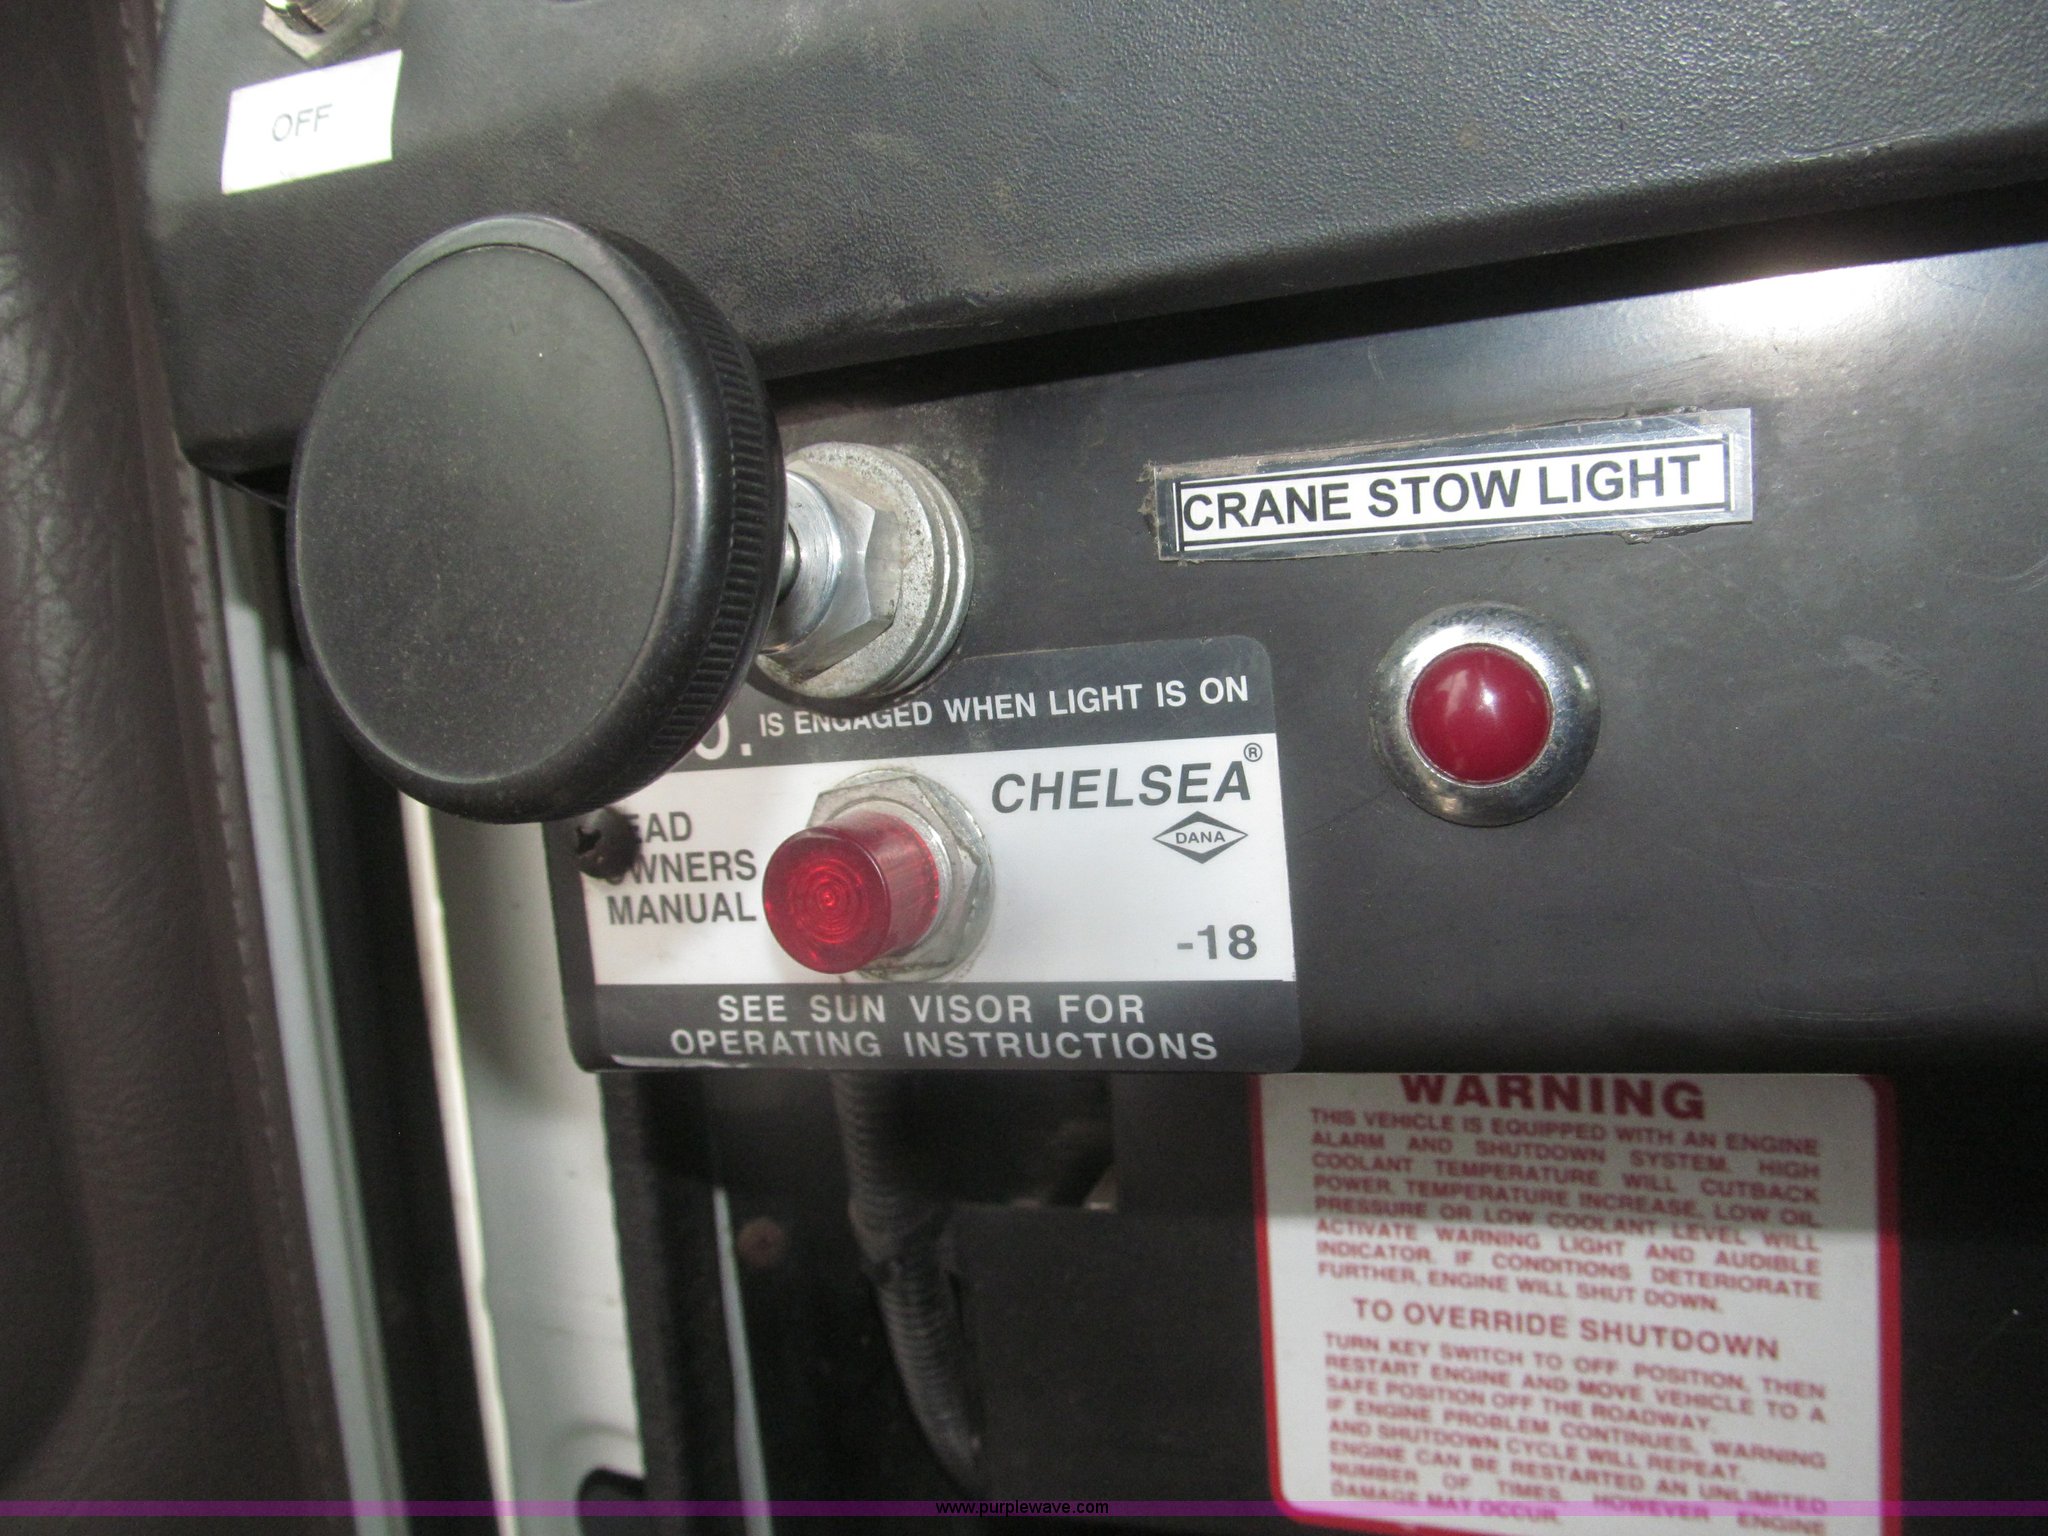 OFF
CRANE STOW LIGHT
O. IS ENGAGED WHEN LIGHT IS ON
CHELSEA®
DANA
EAD
OWNERS
MANUAL
-18
SEE SUN VISOR FOR
OPERATING INSTRUCTIONS
WARNING
THIS VEHICLE IS EQUIPPED WITH AN ENGINE
ALARM AND SHUTDOWN SYSTEM. HIGH
COOLANT TEMPERATURE WILL CUTBACK
POWER. TEMPERATURE INCREASE, LOW OIL
PRESSURE OR LOW COOLANT LEVEL WILL
ACTIVATE WARNING LIGHT AND AUDIBLE
INDICATOR. IF CONDITIONS DETERIORATE
FURTHER, ENGINE WILL SHUT DOWN.
TO OVERRIDE SHUTDOWN
TURN KEY SWITCH TO OFF POSITION, THEN
RESTART ENGINE AND MOVE VEHICLE TO A
SAFE POSITION OFF THE ROADWAY.
IF ENGINE PROBLEM CONTINUES, WARNING
AND SHUTDOWN CYCLE WILL REPEAT.
ENGINE CAN BE RESTARTED AN UNLIMITED
NUMBER OF TIMES. HOWEVER ENGINE
DAMAGE MAY OCCUR.
www.purplewave.com